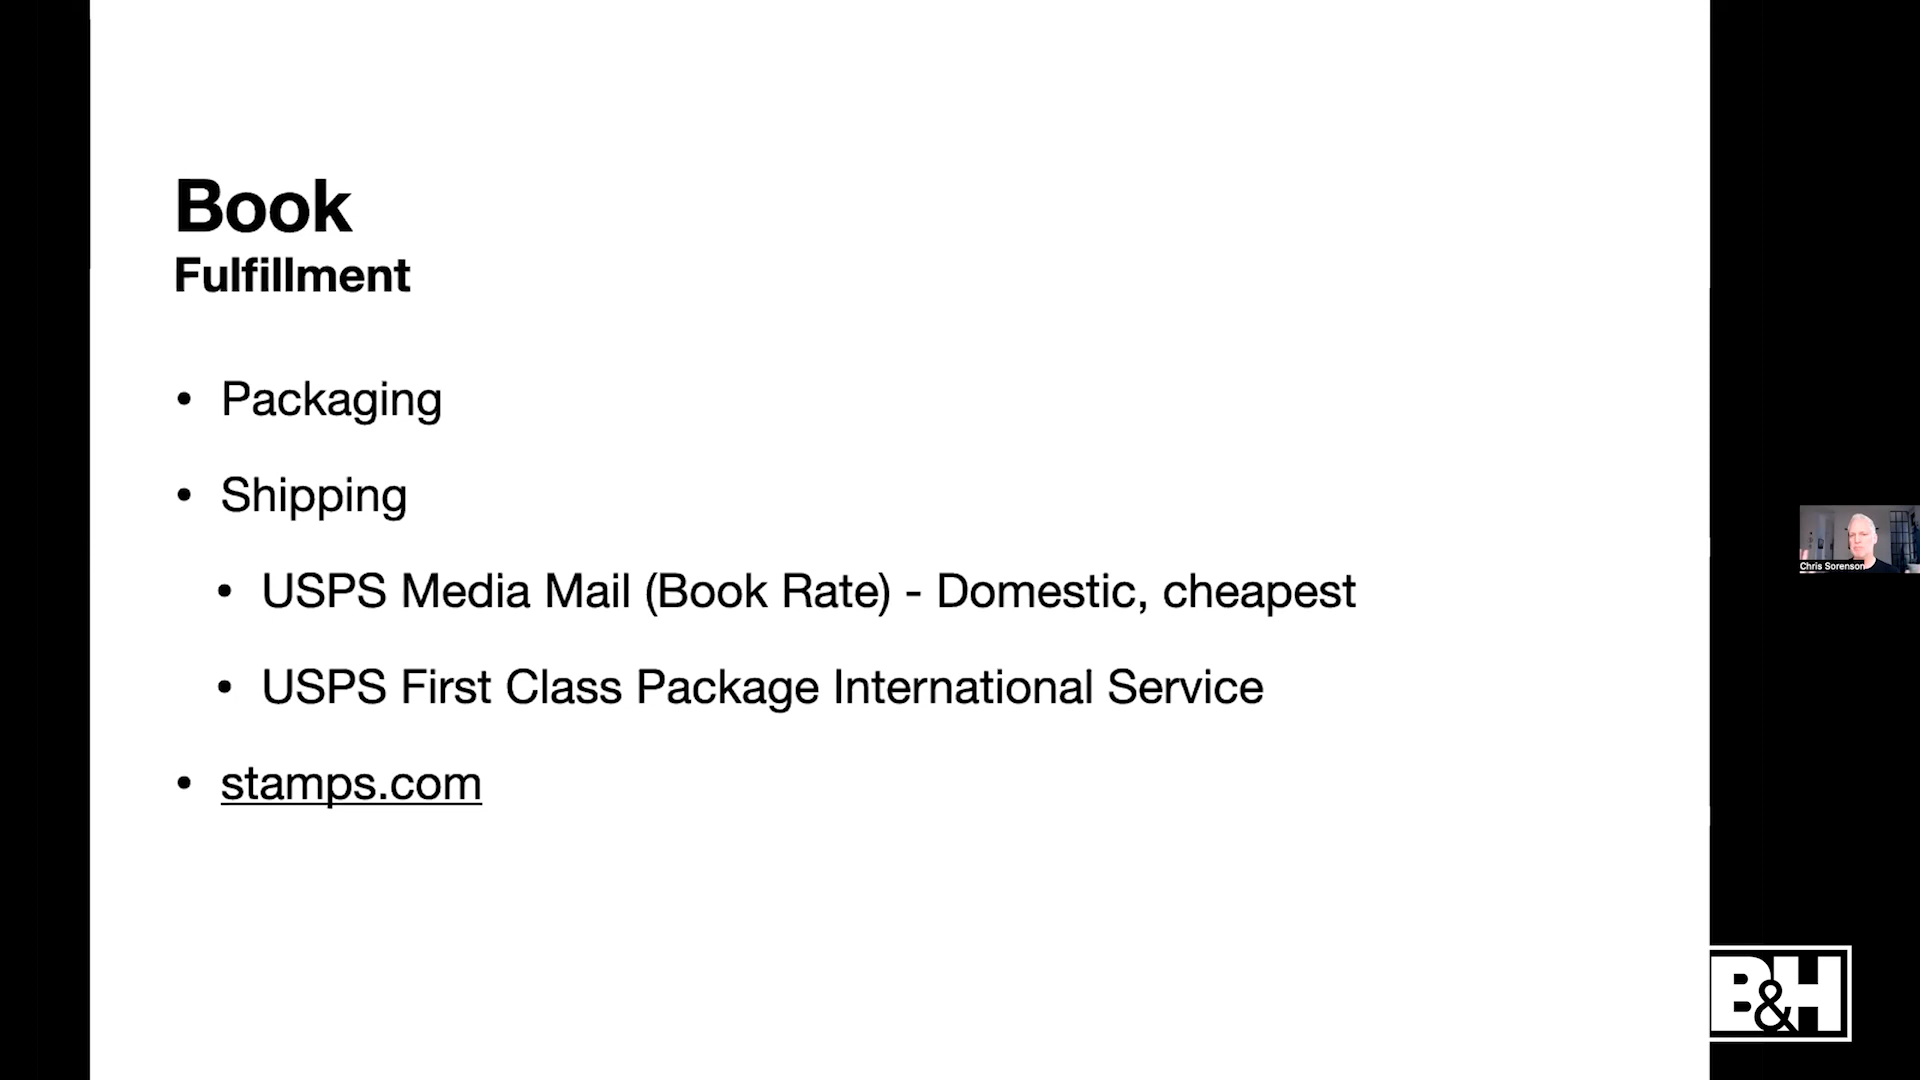 Book
Fulfillment
• Packaging
• Shipping
• USPS Media Mail (Book Rate) - Domestic, cheapest
• USPS First Class Package International Service
• stamps.com
Chris Sorenson
B&H